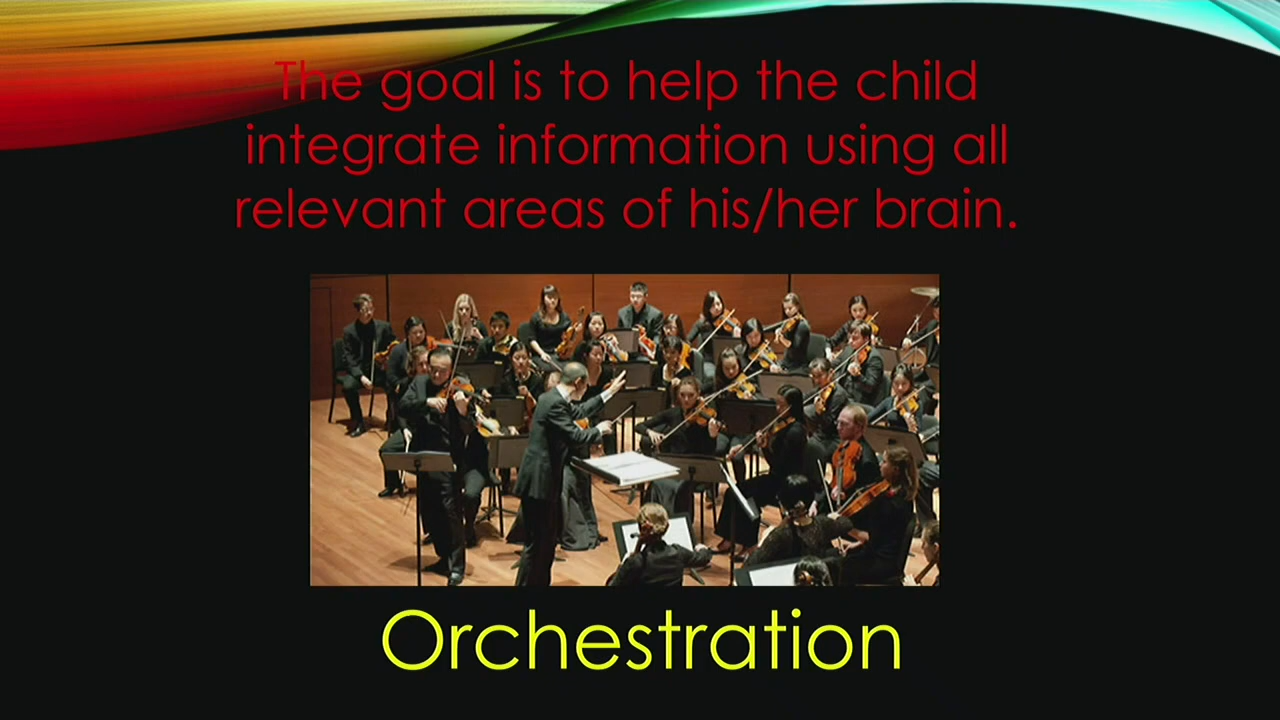 The goal is to help the child
integrate information using all
relevant areas of his/her brain.
Orchestration